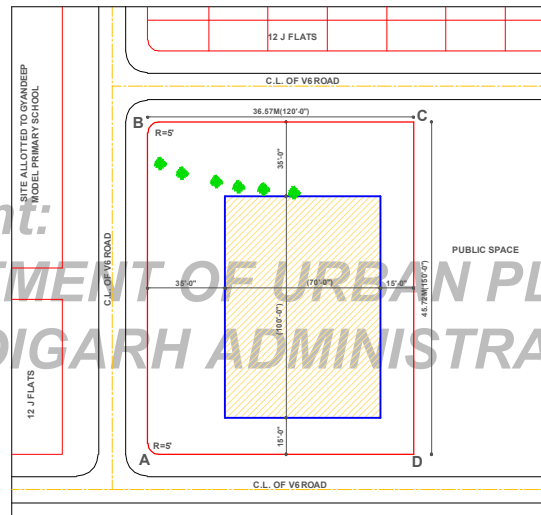 12 J FLATS
C.L. OF V6 ROAD
36.57M(120'-0")
B
C
R=5'
35'-0"
SITE ALLOTTED TO GYANDEEP
MODEL PRIMARY SCHOOL
nt:
C.L. OF V6 ROAD
PUBLIC SPACE
EMENT OF URBAN PL
35'-0"
(70'-0")
15'-0"
45.72M(150'-0")
(100'-0")
DIGARH ADMINISTRA
12 J FLATS
15'-0"
R=5'
A
D
C.L. OF V6 ROAD